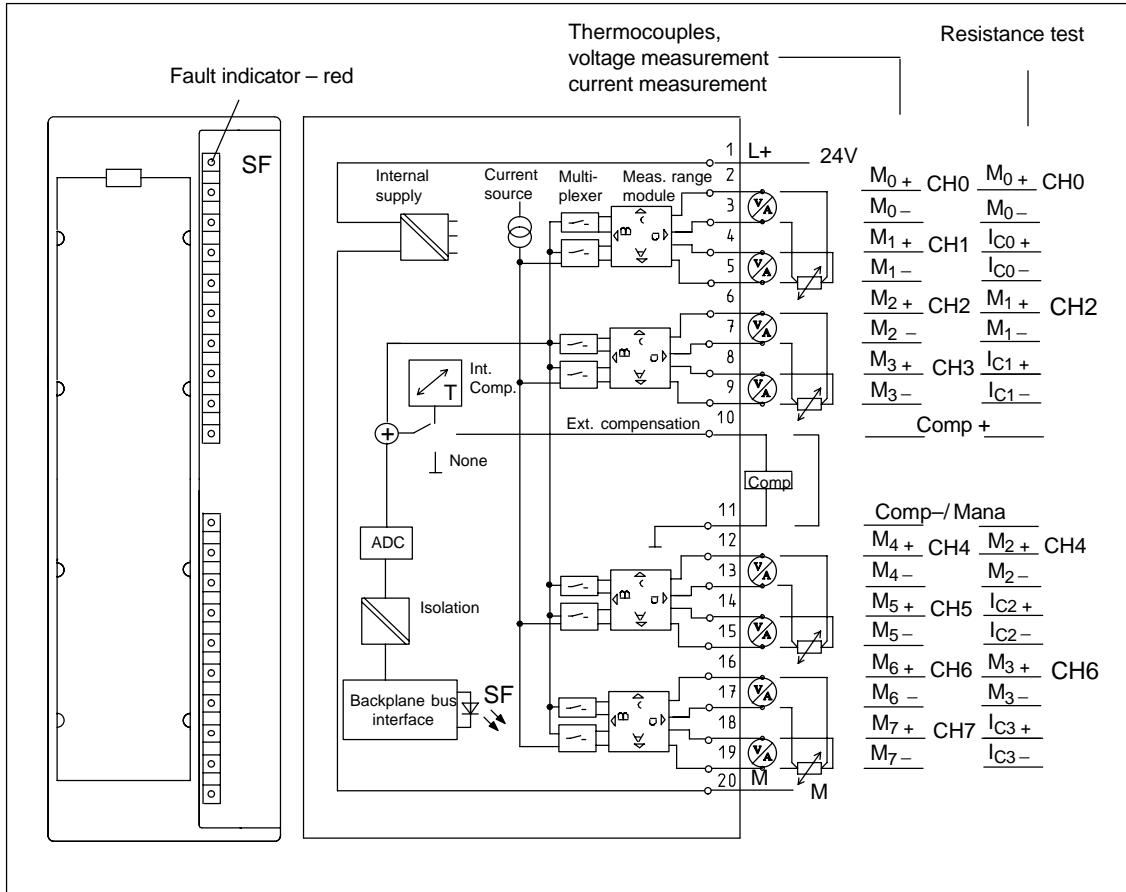 Thermocouples,
voltage measurement
current measurement
Resistance test
Fault indicator – red
SF
Internal
supply
Current
source
Multi-
plexer
Meas. range
module
1 L+ 24V
2
3
4
5
6
7
8
9
10
11
12
13
14
15
16
17
18
19
20
M
M
V/A
V/A
V/A
V/A
V/A
V/A
V/A
V/A
A B C D
A B C D
A B C D
A B C D
T
Int.
Comp.
Ext. compensation
None
Comp
ADC
Isolation
Backplane bus
interface
SF
M0 + CH0 M0 + CH0
M0 – M0 –
M1 + CH1 IC0 +
M1 – IC0 –
M2 + CH2 M1 + CH2
M2 – M1 –
M3 + CH3 IC1 +
M3 – IC1 –
Comp +
Comp–/ Mana
M4 + CH4 M2 + CH4
M4 – M2 –
M5 + CH5 IC2 +
M5 – IC2 –
M6 + CH6 M3 + CH6
M6 – M3 –
M7 + CH7 IC3 +
M7 – IC3 –